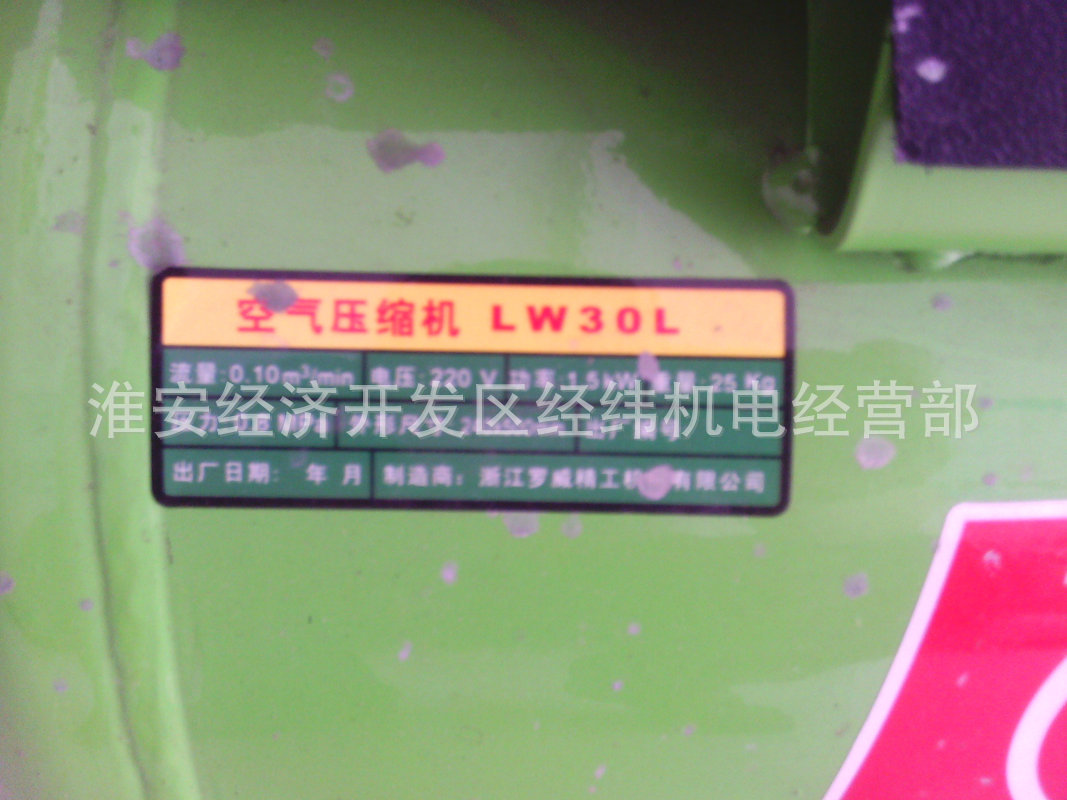 空气压缩机 LW30L
流量:0.10m³/min 电压:220 V 功率:1.5kW 重量:25 Kg
淮安经济开发区经纬机电经营部
出厂日期: 年 月 制造商：浙江罗威精工机 有限公司